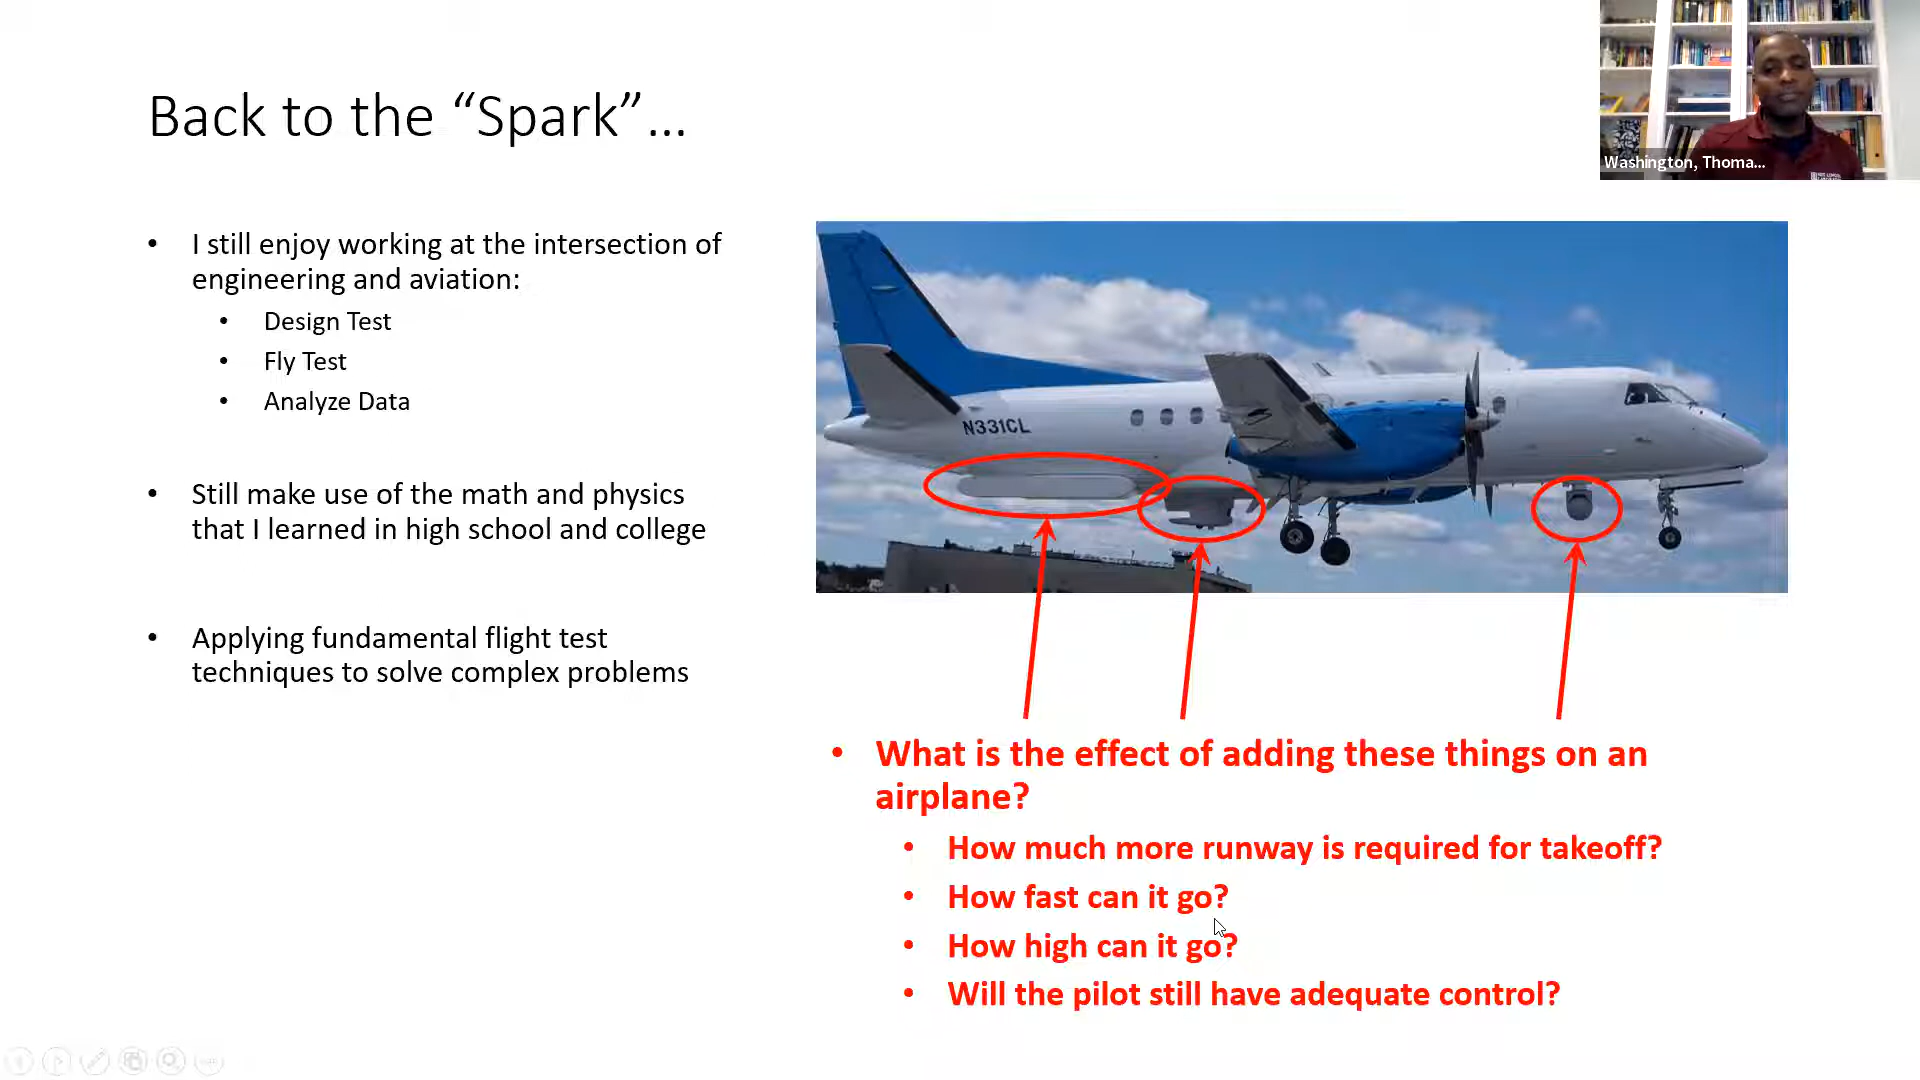 Back to the “Spark”…
Washington, Thoma...
• I still enjoy working at the intersection of
engineering and aviation:
• Design Test
• Fly Test
• Analyze Data
• Still make use of the math and physics
that I learned in high school and college
• Applying fundamental flight test
techniques to solve complex problems
N331CL
• What is the effect of adding these things on an
airplane?
• How much more runway is required for takeoff?
• How fast can it go?
• How high can it go?
• Will the pilot still have adequate control?